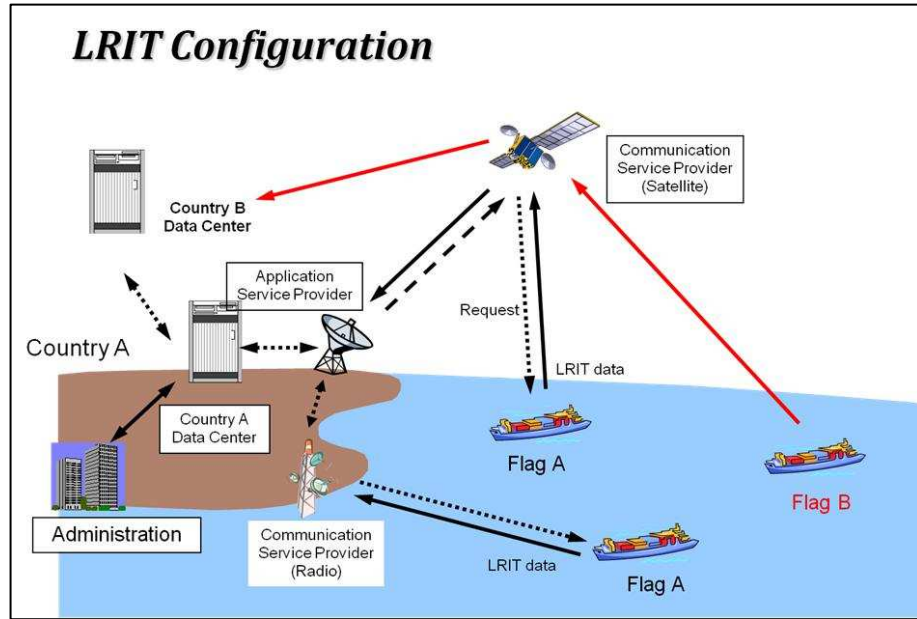 LRIT Configuration
Communication
Service Provider
(Satellite)
Country B
Data Center
Application
Service Provider
Request
Country A
LRIT data
Country A
Data Center
Flag A
Flag B
Administration
Communication
Service Provider
(Radio)
LRIT data
Flag A